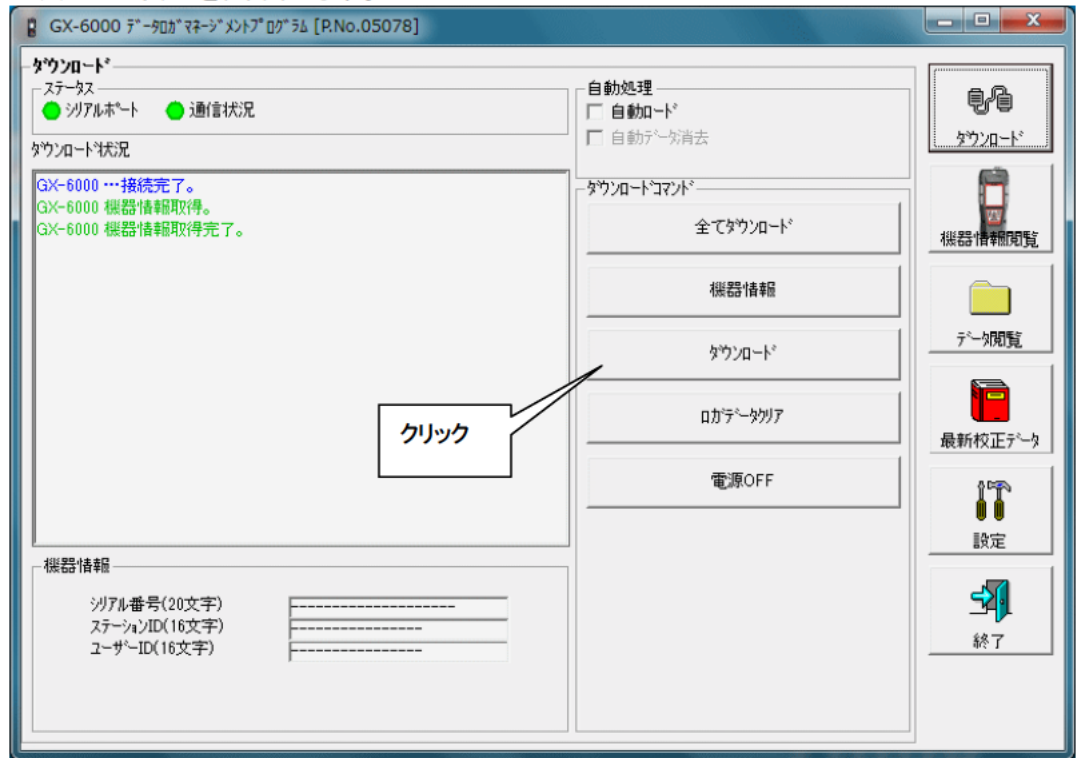 GX-6000 ﾃﾞｰﾀﾛｶﾞﾏﾈｰｼﾞﾒﾝﾄﾌﾟﾛｸﾞﾗﾑ [P.No.05078]
ﾀﾞｳﾝﾛｰﾄﾞ
ｽﾃｰﾀｽ
ｼﾘｱﾙﾎﾟｰﾄ 通信状況
ﾀﾞｳﾝﾛｰﾄﾞ状況
GX-6000 …接続完了。
GX-6000 機器情報取得。
GX-6000 機器情報取得完了。
自動処理
自動ﾛｰﾄﾞ
自動ﾃﾞｰﾀ消去
ﾀﾞｳﾝﾛｰﾄﾞｺﾏﾝﾄﾞ
全てﾀﾞｳﾝﾛｰﾄﾞ
機器情報
ﾀﾞｳﾝﾛｰﾄﾞ
ﾛｶﾞﾃﾞｰﾀｸﾘｱ
電源OFF
クリック
機器情報
ｼﾘｱﾙ番号(20文字) --------------------
ｽﾃｰｼｮﾝID(16文字) ----------------
ﾕｰｻﾞｰID(16文字) ----------------
ﾀﾞｳﾝﾛｰﾄﾞ
機器情報閲覧
ﾃﾞｰﾀ閲覧
最新校正ﾃﾞｰﾀ
設定
終了